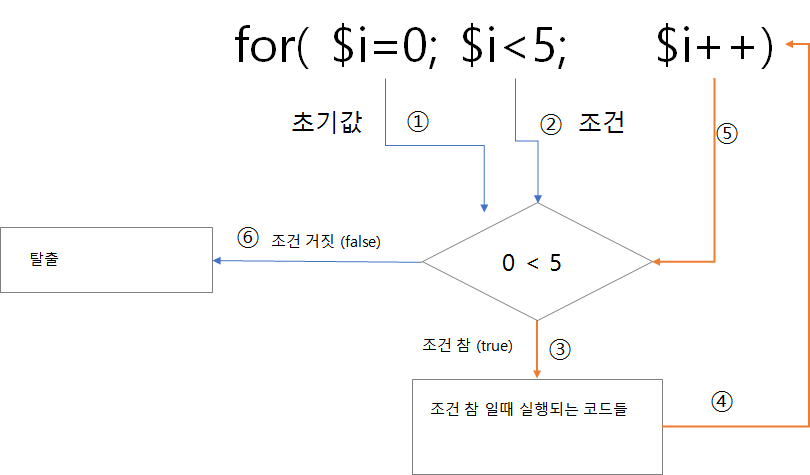 for( $i=0; $i<5; $i++)
초기값 ① ② 조건 ⑤
⑥ 조건 거짓 (false)
탈출
0 < 5
조건 참 (true) ③
조건 참 일때 실행되는 코드들
④